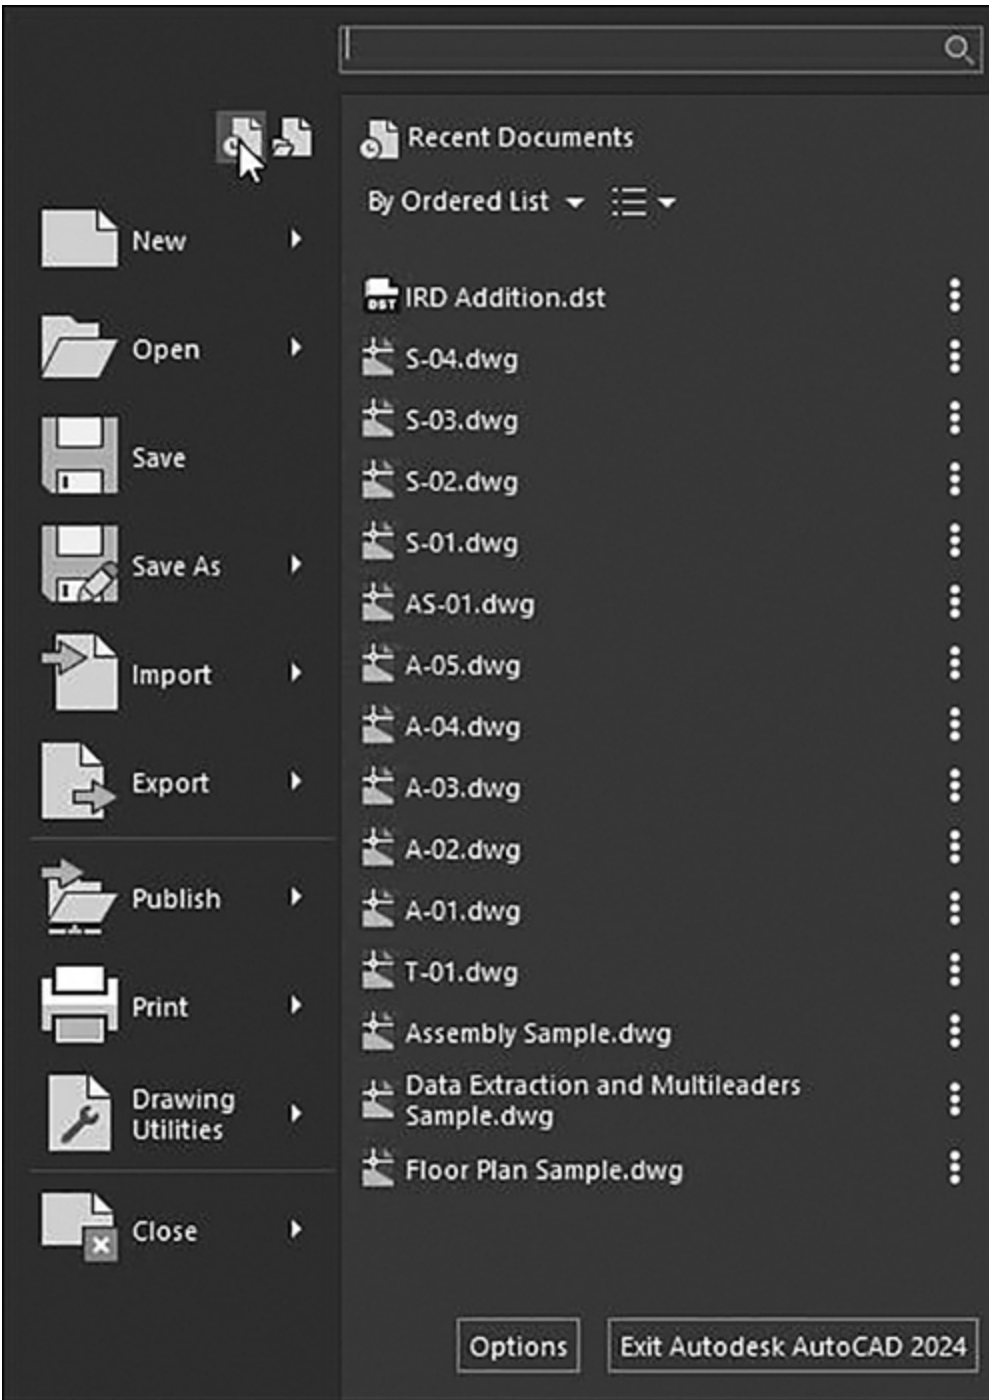 Recent Documents
By Ordered List
New
Open
Save
Save As
Import
Export
Publish
Print
Drawing
Utilities
Close
DST
IRD Addition.dst
S-04.dwg
S-03.dwg
S-02.dwg
S-01.dwg
AS-01.dwg
A-05.dwg
A-04.dwg
A-03.dwg
A-02.dwg
A-01.dwg
T-01.dwg
Assembly Sample.dwg
Data Extraction and Multileaders
Sample.dwg
Floor Plan Sample.dwg
Options
Exit Autodesk AutoCAD 2024